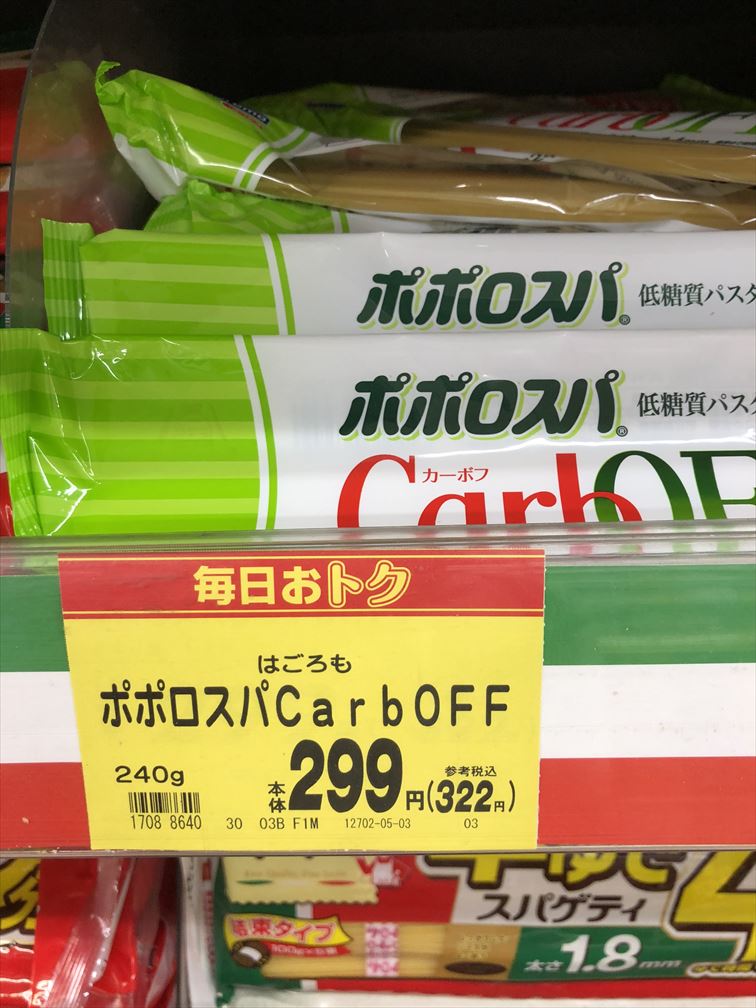 CarbOFF
ポポロスパ® 低糖質パスタ
ポポロスパ® 低糖質パスタ
カーボフ
CarbOF
毎日おトク
はごろも
ポポロスパCarbOFF
240g
本体299円(参考税込322円)
1708 8640 30 03B F1M 12702-05-03 03
スパゲティ
結束タイプ
太さ1.8mm